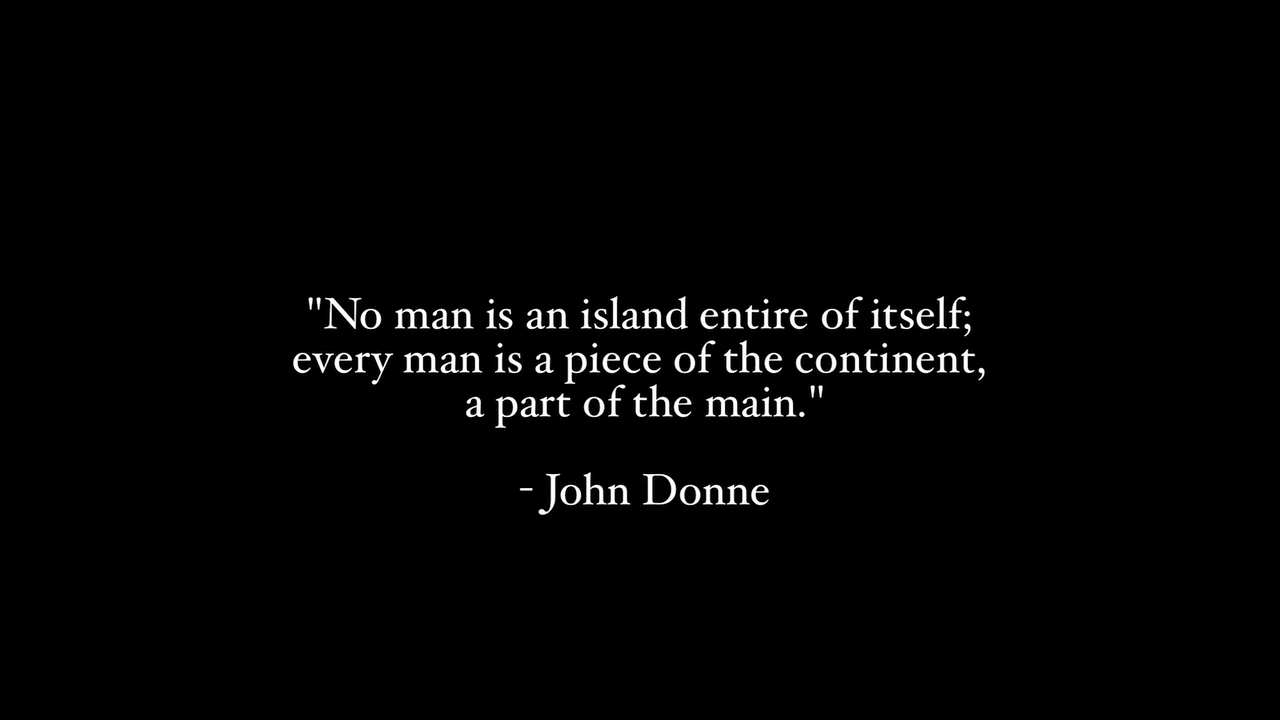 "No man is an island entire of itself;
every man is a piece of the continent,
a part of the main."
- John Donne